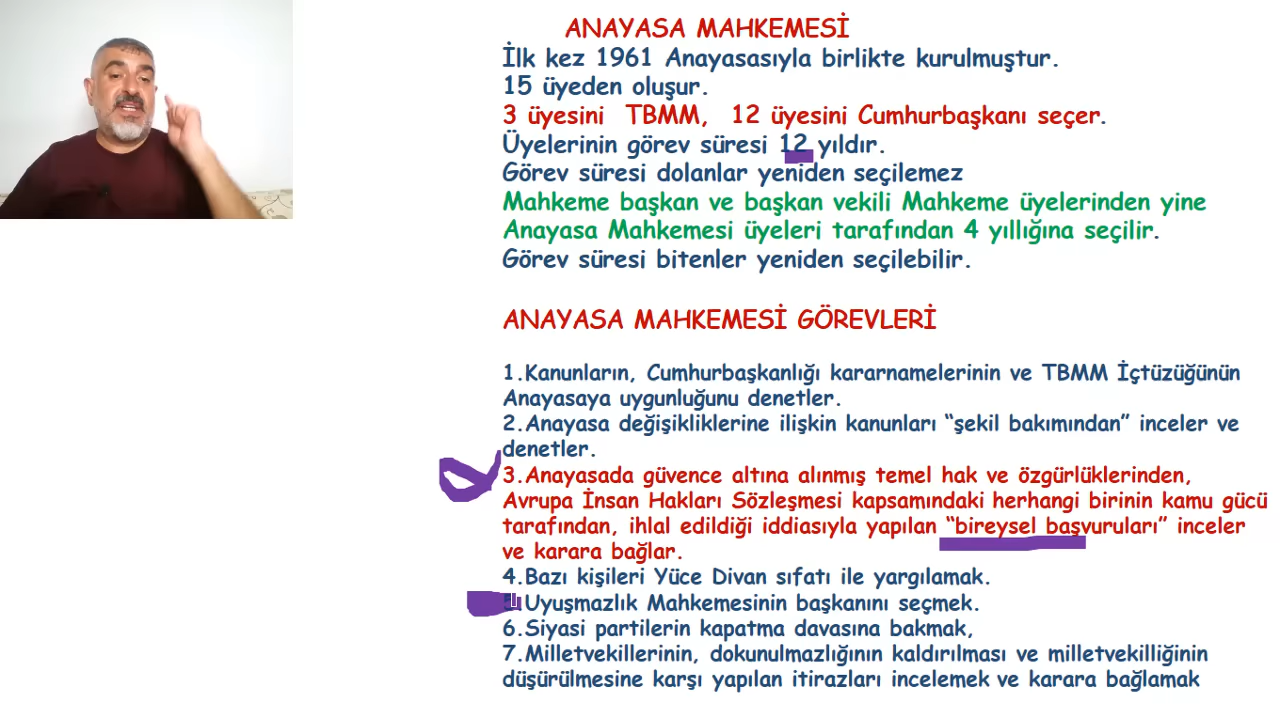 ANAYASA MAHKEMESİ
İlk kez 1961 Anayasasıyla birlikte kurulmuştur.
15 üyeden oluşur.
3 üyesini TBMM, 12 üyesini Cumhurbaşkanı seçer.
Üyelerinin görev süresi 12 yıldır.
Görev süresi dolanlar yeniden seçilemez
Mahkeme başkan ve başkan vekili Mahkeme üyelerinden yine
Anayasa Mahkemesi üyeleri tarafından 4 yıllığına seçilir.
Görev süresi bitenler yeniden seçilebilir.
ANAYASA MAHKEMESİ GÖREVLERİ
1.Kanunların, Cumhurbaşkanlığı kararnamelerinin ve TBMM İçtüzüğünün
Anayasaya uygunluğunu denetler.
2.Anayasa değişikliklerine ilişkin kanunları “şekil bakımından” inceler ve
denetler.
3.Anayasada güvence altına alınmış temel hak ve özgürlüklerinden,
Avrupa İnsan Hakları Sözleşmesi kapsamındaki herhangi birinin kamu gücü
tarafından, ihlal edildiği iddiasıyla yapılan “bireysel başvuruları” inceler
ve karara bağlar.
4.Bazı kişileri Yüce Divan sıfatı ile yargılamak.
5.Uyuşmazlık Mahkemesinin başkanını seçmek.
6.Siyasi partilerin kapatma davasına bakmak,
7.Milletvekillerinin, dokunulmazlığının kaldırılması ve milletvekilliğinin
düşürülmesine karşı yapılan itirazları incelemek ve karara bağlamak